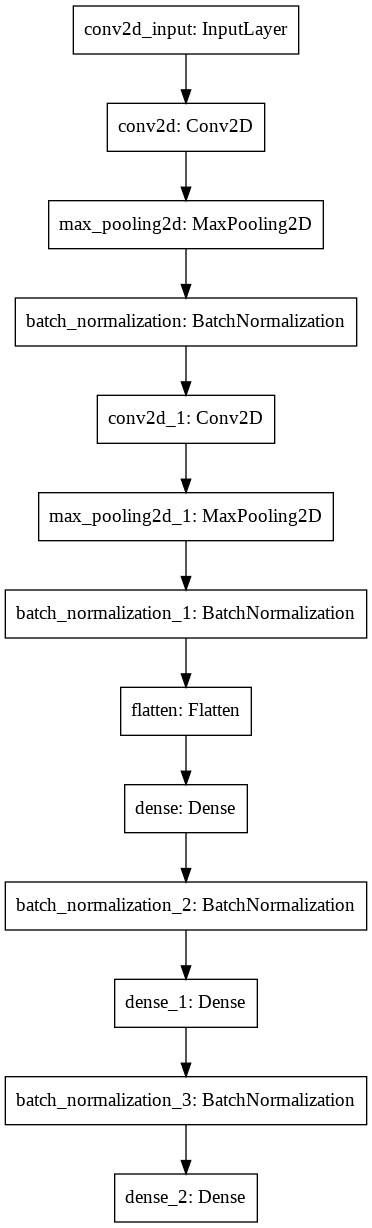 conv2d_input: InputLayer
conv2d: Conv2D
max_pooling2d: MaxPooling2D
batch_normalization: BatchNormalization
conv2d_1: Conv2D
max_pooling2d_1: MaxPooling2D
batch_normalization_1: BatchNormalization
flatten: Flatten
dense: Dense
batch_normalization_2: BatchNormalization
dense_1: Dense
batch_normalization_3: BatchNormalization
dense_2: Dense